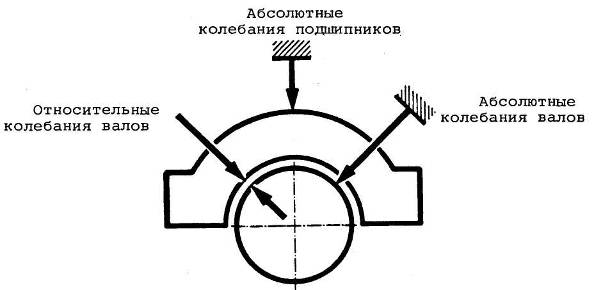 Абсолютные
колебания подшипников
Относительные
колебания валов
Абсолютные
колебания валов